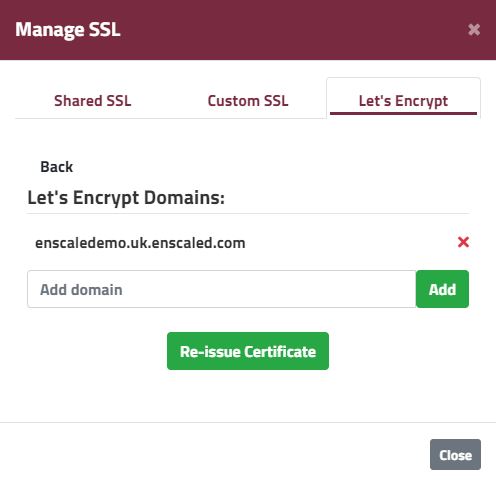 Manage SSL
×
Shared SSL Custom SSL Let's Encrypt
Back
Let's Encrypt Domains:
enscaledemo.uk.enscaled.com
Add domain Add
Re-issue Certificate
Close